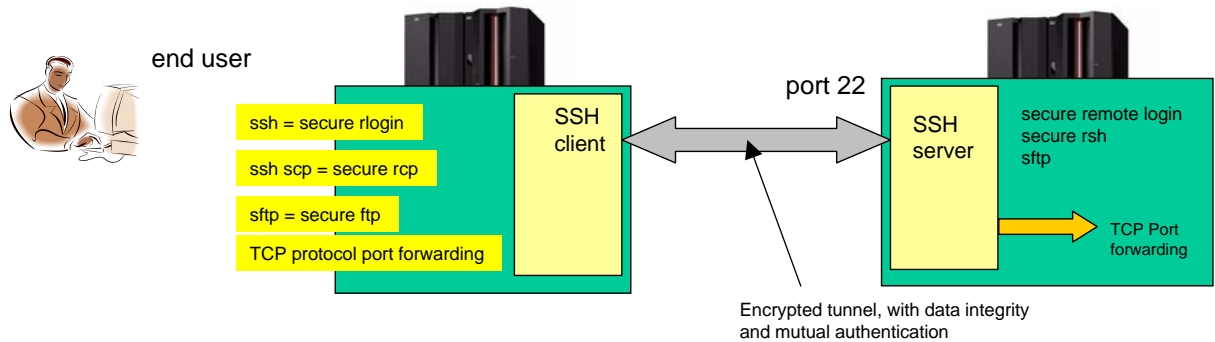 end user
ssh = secure rlogin
ssh scp = secure rcp
sftp = secure ftp
TCP protocol port forwarding
SSH
client
port 22
SSH
server
secure remote login
secure rsh
sftp
TCP Port
forwarding
Encrypted tunnel, with data integrity
and mutual authentication